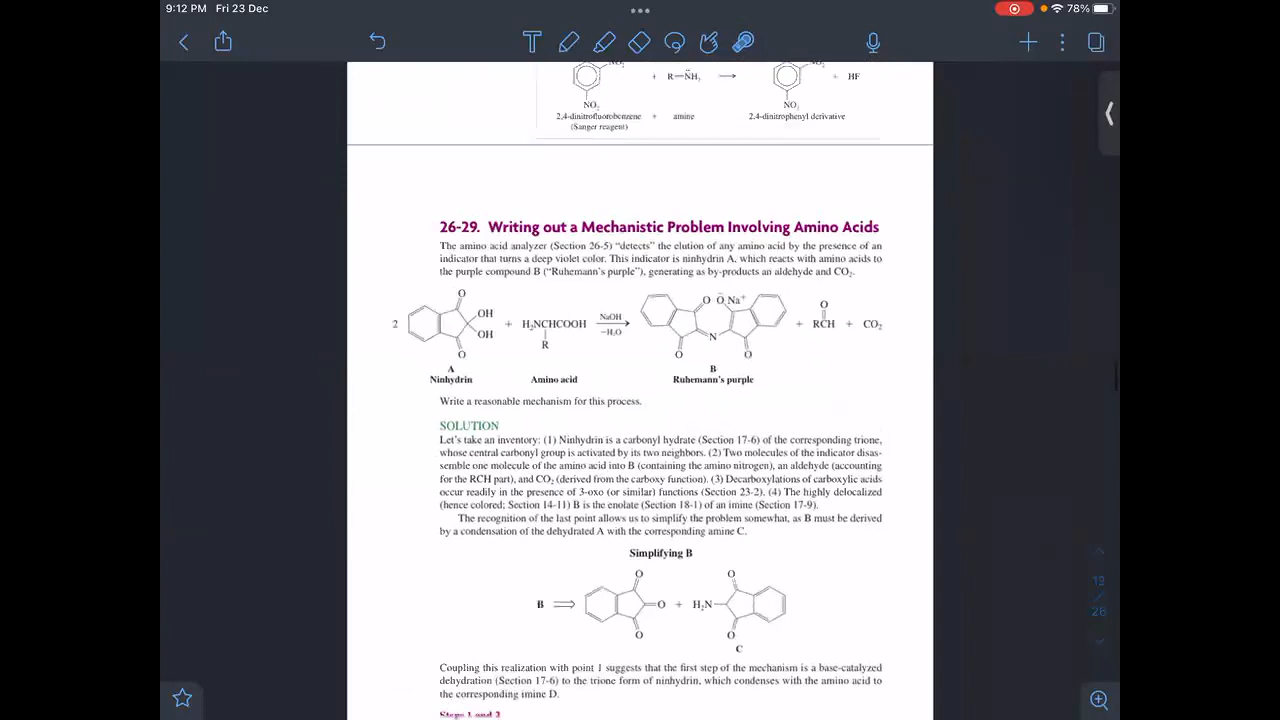 9:12 PM Fri 23 Dec
78%
NO2
+ R—NH2 → + HF
NO2 NO2
2,4-dinitrofluorobenzene + amine 2,4-dinitrophenyl derivative
(Sanger reagent)
26-29. Writing out a Mechanistic Problem Involving Amino Acids
The amino acid analyzer (Section 26-5) “detects” the elution of any amino acid by the presence of an
indicator that turns a deep violet color. This indicator is ninhydrin A, which reacts with amino acids to
the purple compound B (“Ruhemann’s purple”), generating as by-products an aldehyde and CO2.
O O O O⁻ Na+ O
2 OH OH + H2NCHCOOH NaOH −H2O → N + RCH + CO2
O R O O
A B
Ninhydrin Amino acid Ruhemann’s purple
Write a reasonable mechanism for this process.
SOLUTION
Let’s take an inventory: (1) Ninhydrin is a carbonyl hydrate (Section 17-6) of the corresponding trione,
whose central carbonyl group is activated by its two neighbors. (2) Two molecules of the indicator disas-
semble one molecule of the amino acid into B (containing the amino nitrogen), an aldehyde (accounting
for the RCH part), and CO2 (derived from the carboxy function). (3) Decarboxylations of carboxylic acids
occur readily in the presence of 3-oxo (or similar) functions (Section 23-2). (4) The highly delocalized
(hence colored; Section 14-11) B is the enolate (Section 18-1) of an imine (Section 17-9).
The recognition of the last point allows us to simplify the problem somewhat, as B must be derived
by a condensation of the dehydrated A with the corresponding amine C.
Simplifying B
O O
B ⟹ O + H2N
O O
C
Coupling this realization with point 1 suggests that the first step of the mechanism is a base-catalyzed
dehydration (Section 17-6) to the trione form of ninhydrin, which condenses with the amino acid to
the corresponding imine D.
Steps 1 and 2
19
/
26